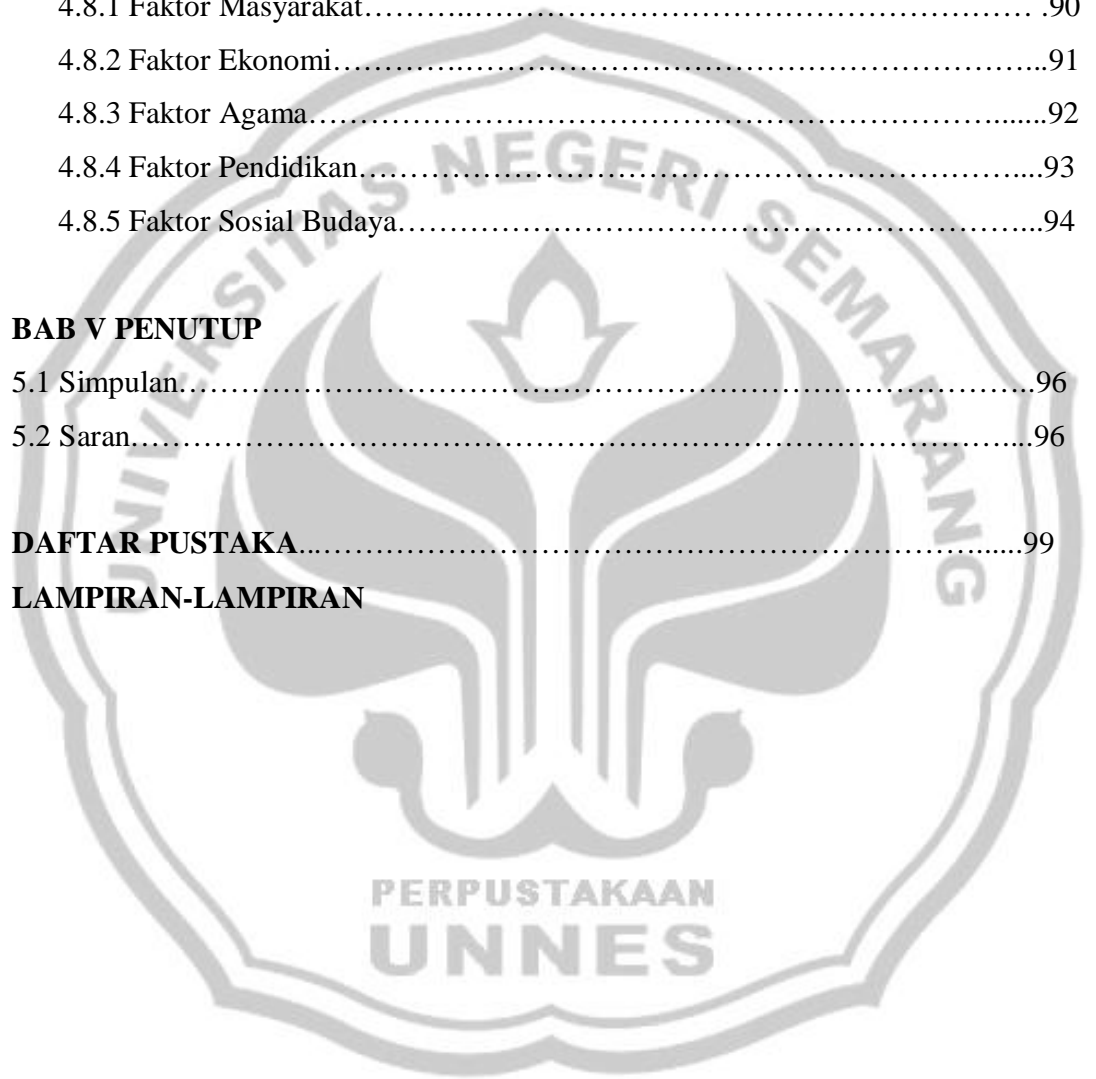 4.8.1 Faktor Masyarakat………..………………………………………………… .90
4.8.2 Faktor Ekonomi…………..………………………………………………...91
4.8.3 Faktor Agama……………………………………………………………......92
4.8.4 Faktor Pendidikan…………………………………………………………....93
4.8.5 Faktor Sosial Budaya………………………………………………………...94
BAB V PENUTUP
5.1 Simpulan…………………………………………………………………………….96
5.2 Saran………………………………………………………………………………....96
DAFTAR PUSTAKA..……………………………………………………………......99
LAMPIRAN-LAMPIRAN
UNIVERSITAS NEGERI SEMARANG
PERPUSTAKAAN
UNNES